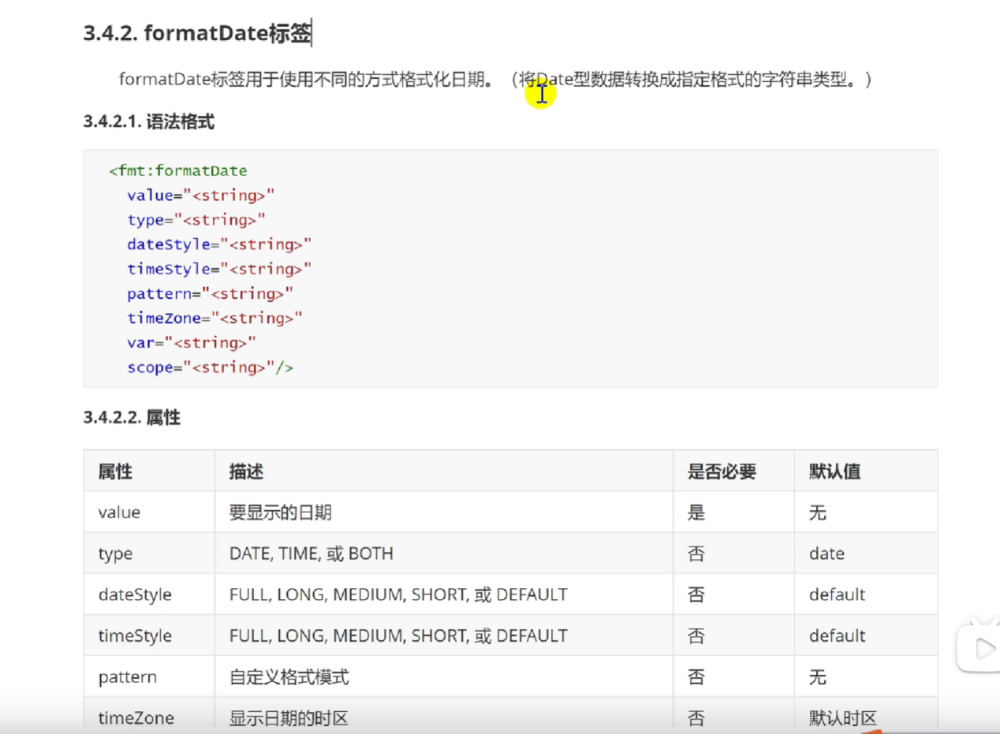 3.4.2. formatDate标签
formatDate标签用于使用不同的方式格式化日期。（将Date型数据转换成指定格式的字符串类型。）
3.4.2.1. 语法格式
<fmt:formatDate
value="<string>"
type="<string>"
dateStyle="<string>"
timeStyle="<string>"
pattern="<string>"
timeZone="<string>"
var="<string>"
scope="<string>"/>
3.4.2.2. 属性
属性 描述 是否必要 默认值
value 要显示的日期 是 无
type DATE, TIME, 或 BOTH 否 date
dateStyle FULL, LONG, MEDIUM, SHORT, 或 DEFAULT 否 default
timeStyle FULL, LONG, MEDIUM, SHORT, 或 DEFAULT 否 default
pattern 自定义格式模式 否 无
timeZone 显示日期的时区 否 默认时区